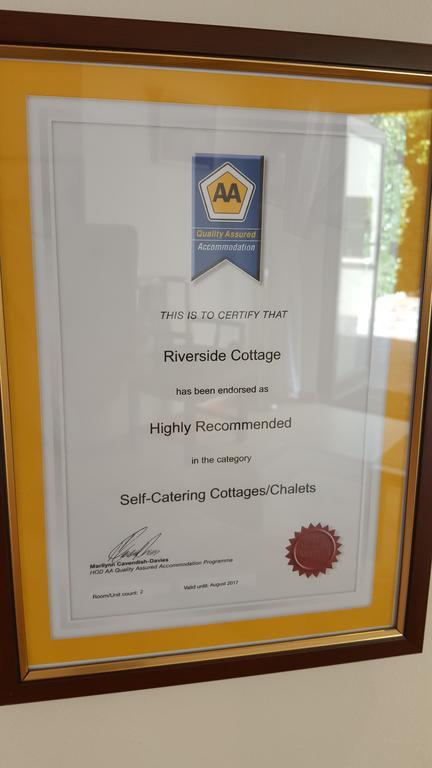 AA
Quality Assured
Accommodation
THIS IS TO CERTIFY THAT
Riverside Cottage
has been endorsed as
Highly Recommended
in the category
Self-Catering Cottages/Chalets
Marilynn Cavendish-Davies
HOD AA Quality Assured Accommodation Programme
Room/Unit count: 2 Valid until: August 2017